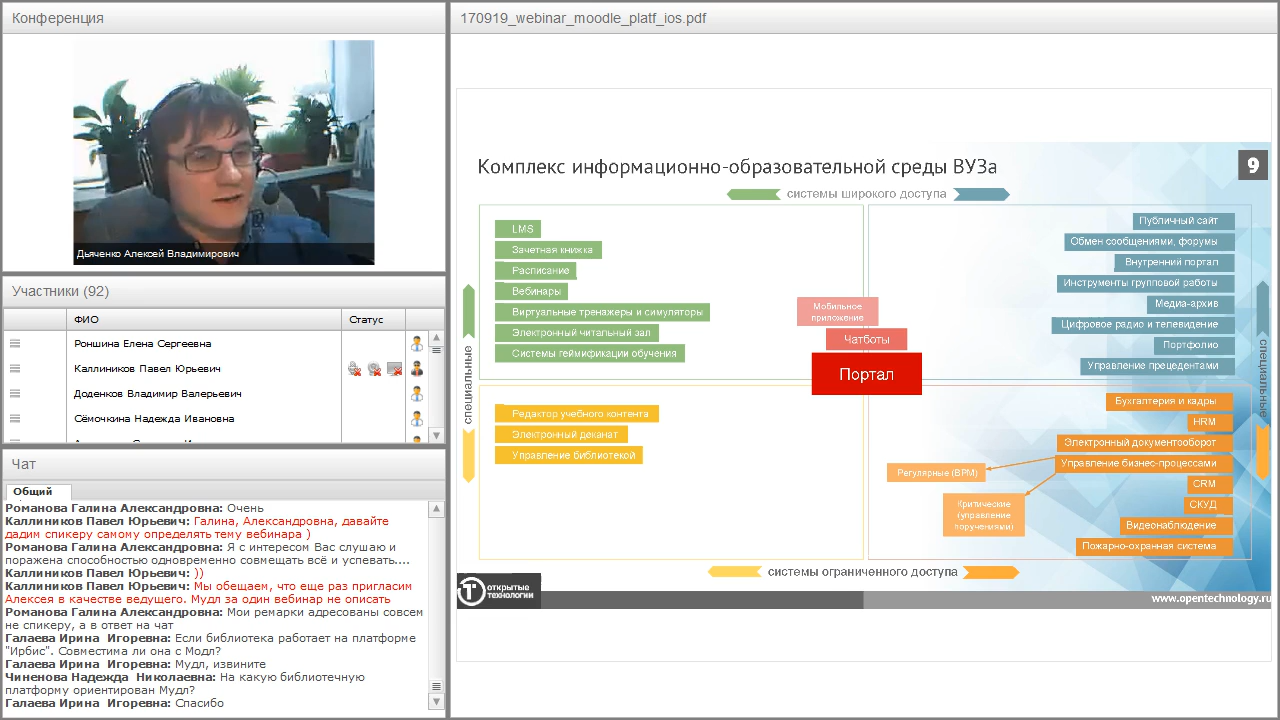 Конференция
Дьяченко Алексей Владимирович
Участники (92)
ФИО
Статус
Роншина Елена Сергеевна
Каллиников Павел Юрьевич
Доденков Владимир Валерьевич
Сёмочкина Надежда Ивановна
Чат
Общий
Романова Галина Александровна: Очень
Каллиников Павел Юрьевич: Галина, Александровна, давайте
дадим спикеру самому определять тему вебинара:)
Романова Галина Александровна: Я с интересом Вас слушаю и
поражена способностью одновременно совмещать всё и успевать....
Каллиников Павел Юрьевич: ))
Каллиников Павел Юрьевич: Мы обещаем, что еще раз пригласим
Алексея в качестве ведущего. Мудл за один вебинар не описать
Романова Галина Александровна: Мои ремарки адресованы совсем
не спикеру, а в ответ на чат
Галаева Ирина Игоревна: Если библиотека работает на платформе
"Ирбис". Совместима ли она с Модл?
Галаева Ирина Игоревна: Мудл, извините
Чиненова Надежда Николаевна: На какую библиотечную
платформу ориентирован Мудл?
Галаева Ирина Игоревна: Спасибо
170919_webinar_moodle_platf_ios.pdf
Комплекс информационно-образовательной среды ВУЗа
9
системы широкого доступа
специальные
LMS
Зачетная книжка
Расписание
Вебинары
Виртуальные тренажеры и симуляторы
Электронный читальный зал
Системы геймификации обучения
Мобильное
приложение
Чатботы
Портал
Публичный сайт
Обмен сообщениями, форумы
Внутренний портал
Инструменты групповой работы
Медиа-архив
Цифровое радио и телевидение
Портфолио
Управление прецедентами
специальные
Редактор учебного контента
Электронный деканат
Управление библиотекой
Бухгалтерия и кадры
HRM
Электронный документооборот
Управление бизнес-процессами
CRM
СКУД
Видеонаблюдение
Пожарно-охранная система
Регулярные (BPM)
Критические
(управление
поручениями)
системы ограниченного доступа
открытые
технологии
www.opentechnology.ru